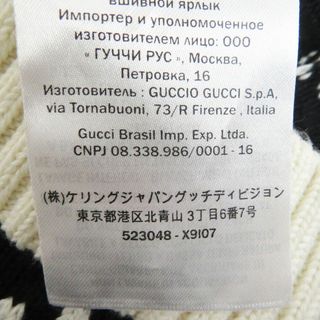 вшивной ярлык
Импортер и уполномоченное
изготовителем лицо: ООО
« ГУЧЧИ РУС », Москва,
Петровка, 16
Изготовитель : GUCCIO GUCCI S.p.A,
via Tornabuoni, 73/R Firenze , Italia
Gucci Brasil Imp. Exp. Ltda.
CNPJ 08.338.986/0001 - 16
(株)ケリングジャパングッチディビジョン
東京都港区北青山 3丁目6番7号
523048 - X9I07